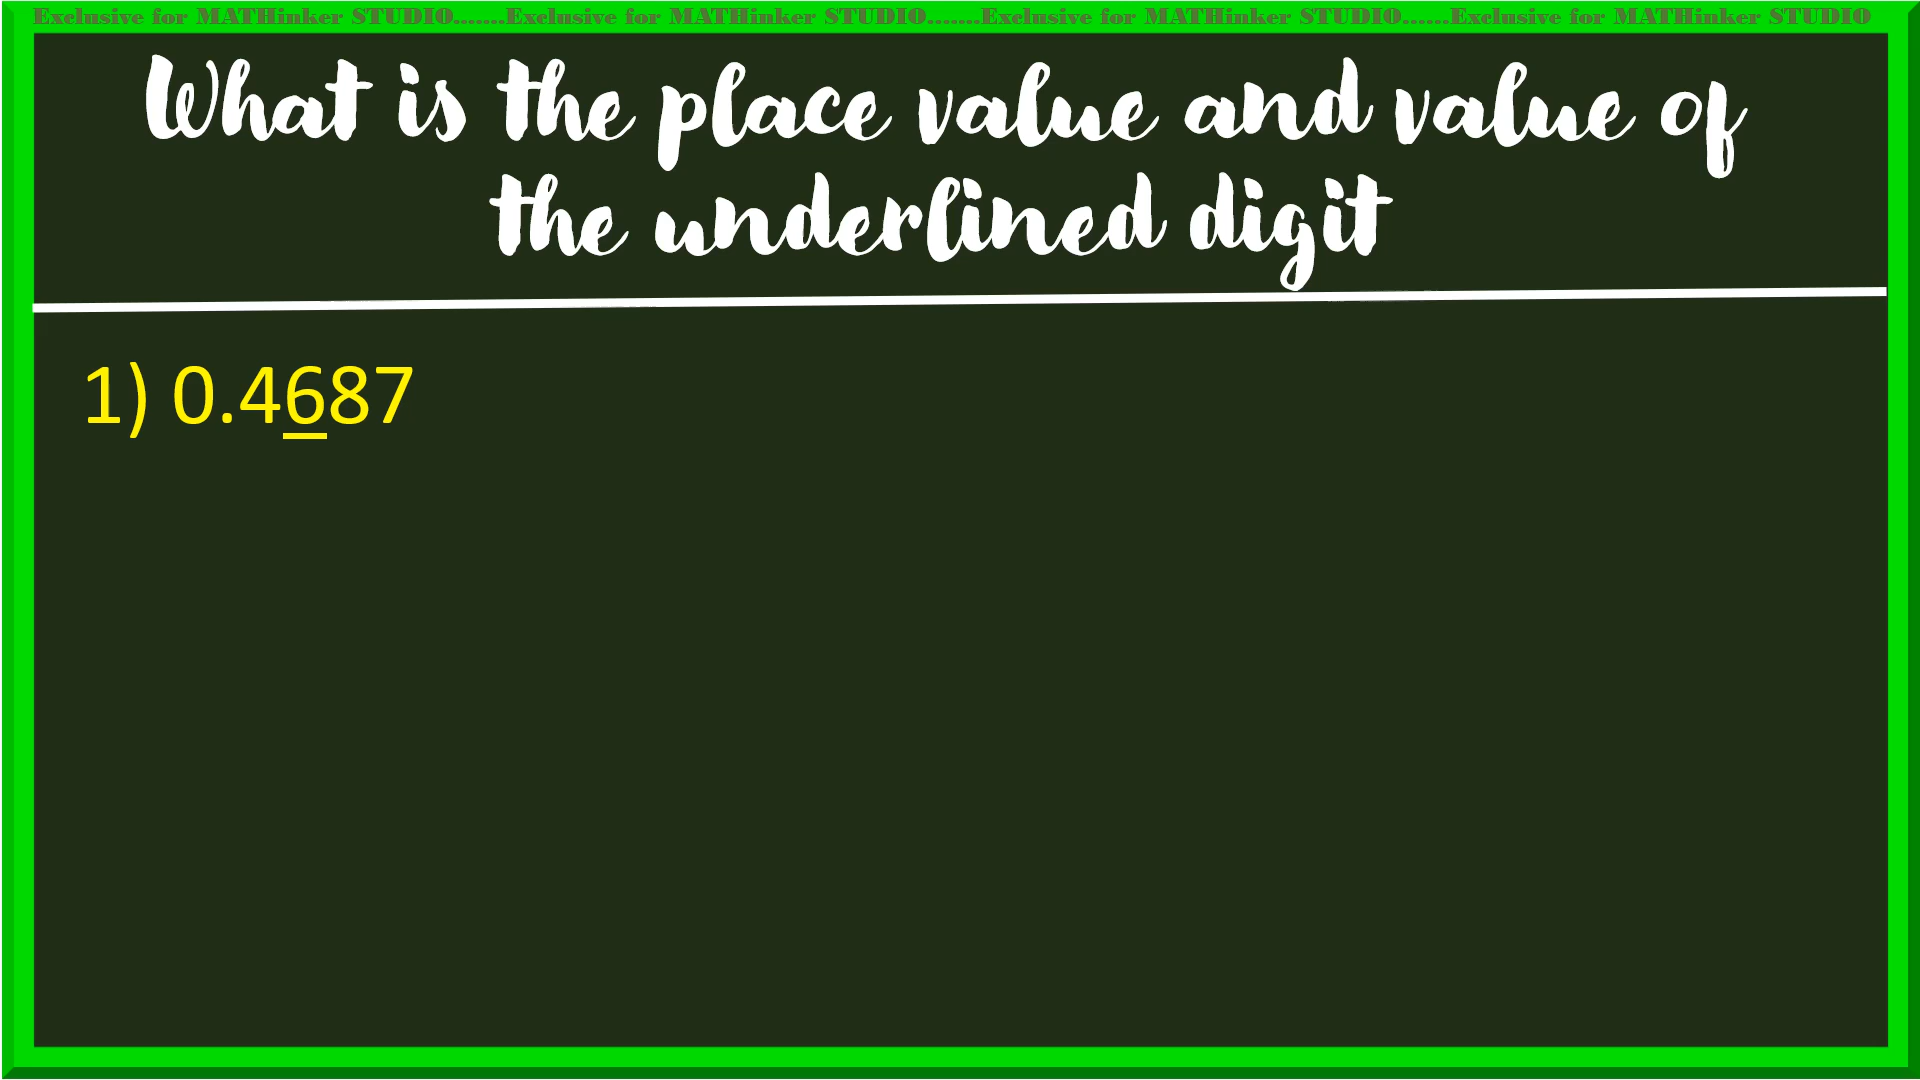 Exclusive for MATHinker STUDIO.......Exclusive for MATHinker STUDIO.......Exclusive for MATHinker STUDIO......Exclusive for MATHinker STUDIO
What is the place value and value of
the underlined digit
1) 0.4687